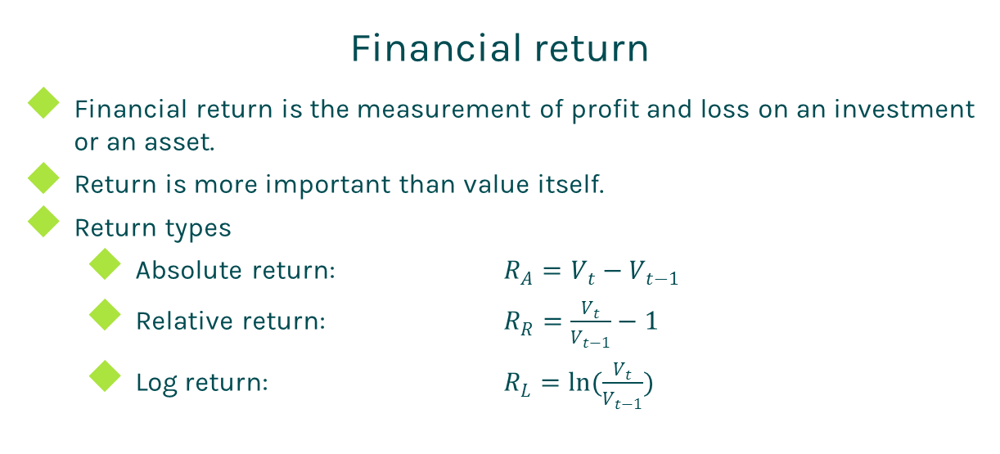 Financial return
Financial return is the measurement of profit and loss on an investment
or an asset.
Return is more important than value itself.
Return types
Absolute return: R_A = V_t − V_{t−1}
Relative return: R_R = \frac{V_t}{V_{t−1}} − 1
Log return: R_L = ln(\frac{V_t}{V_{t−1}})